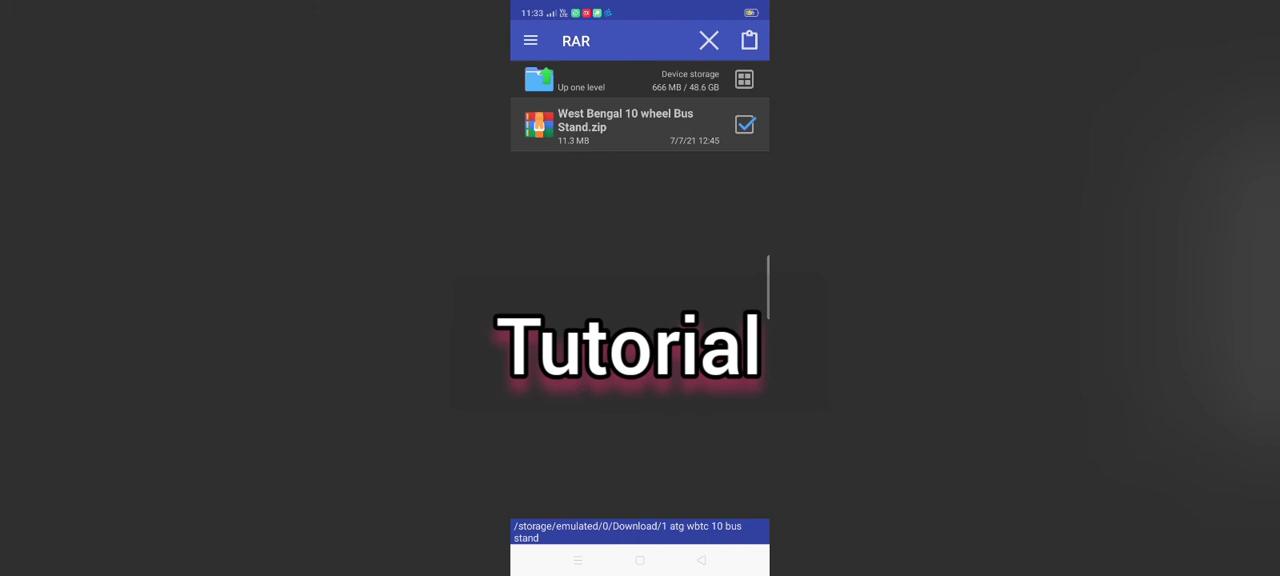 11:33
RAR
Device storage
Up one level
666 MB / 48.6 GB
West Bengal 10 wheel Bus
Stand.zip
11.3 MB
7/7/21 12:45
Tutorial
/storage/emulated/0/Download/1 atg wbtc 10 bus
stand